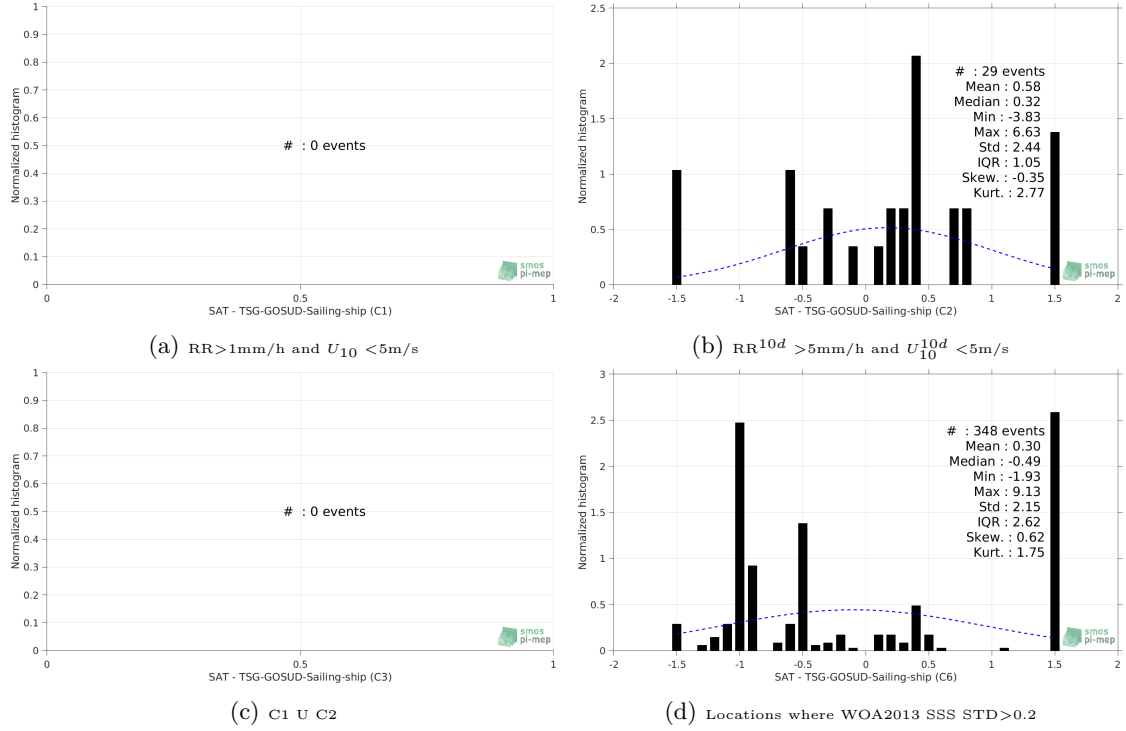 1
0.9
0.8
0.7
0.6
0.5
0.4
0.3
0.2
0.1
0
Normalized histogram
# : 0 events
smos
pi-mep
0 0.5 1
SAT - TSG-GOSUD-Sailing-ship (C1)
(a) RR>1mm/h and U10 <5m/s
2.5
2
1.5
1
0.5
0
Normalized histogram
# : 29 events
Mean : 0.58
Median : 0.32
Min : -3.83
Max : 6.63
Std : 2.44
IQR : 1.05
Skew. : -0.35
Kurt. : 2.77
smos
pi-mep
-2 -1.5 -1 -0.5 0 0.5 1 1.5 2
SAT - TSG-GOSUD-Sailing-ship (C2)
(b) RR^10d >5mm/h and U10^10d <5m/s
1
0.9
0.8
0.7
0.6
0.5
0.4
0.3
0.2
0.1
0
Normalized histogram
# : 0 events
smos
pi-mep
0 0.5 1
SAT - TSG-GOSUD-Sailing-ship (C3)
(c) C1 U C2
3
2.5
2
1.5
1
0.5
0
Normalized histogram
# : 348 events
Mean : 0.30
Median : -0.49
Min : -1.93
Max : 9.13
Std : 2.15
IQR : 2.62
Skew. : 0.62
Kurt. : 1.75
smos
pi-mep
-2 -1.5 -1 -0.5 0 0.5 1 1.5 2
SAT - TSG-GOSUD-Sailing-ship (C6)
(d) Locations where WOA2013 SSS STD>0.2